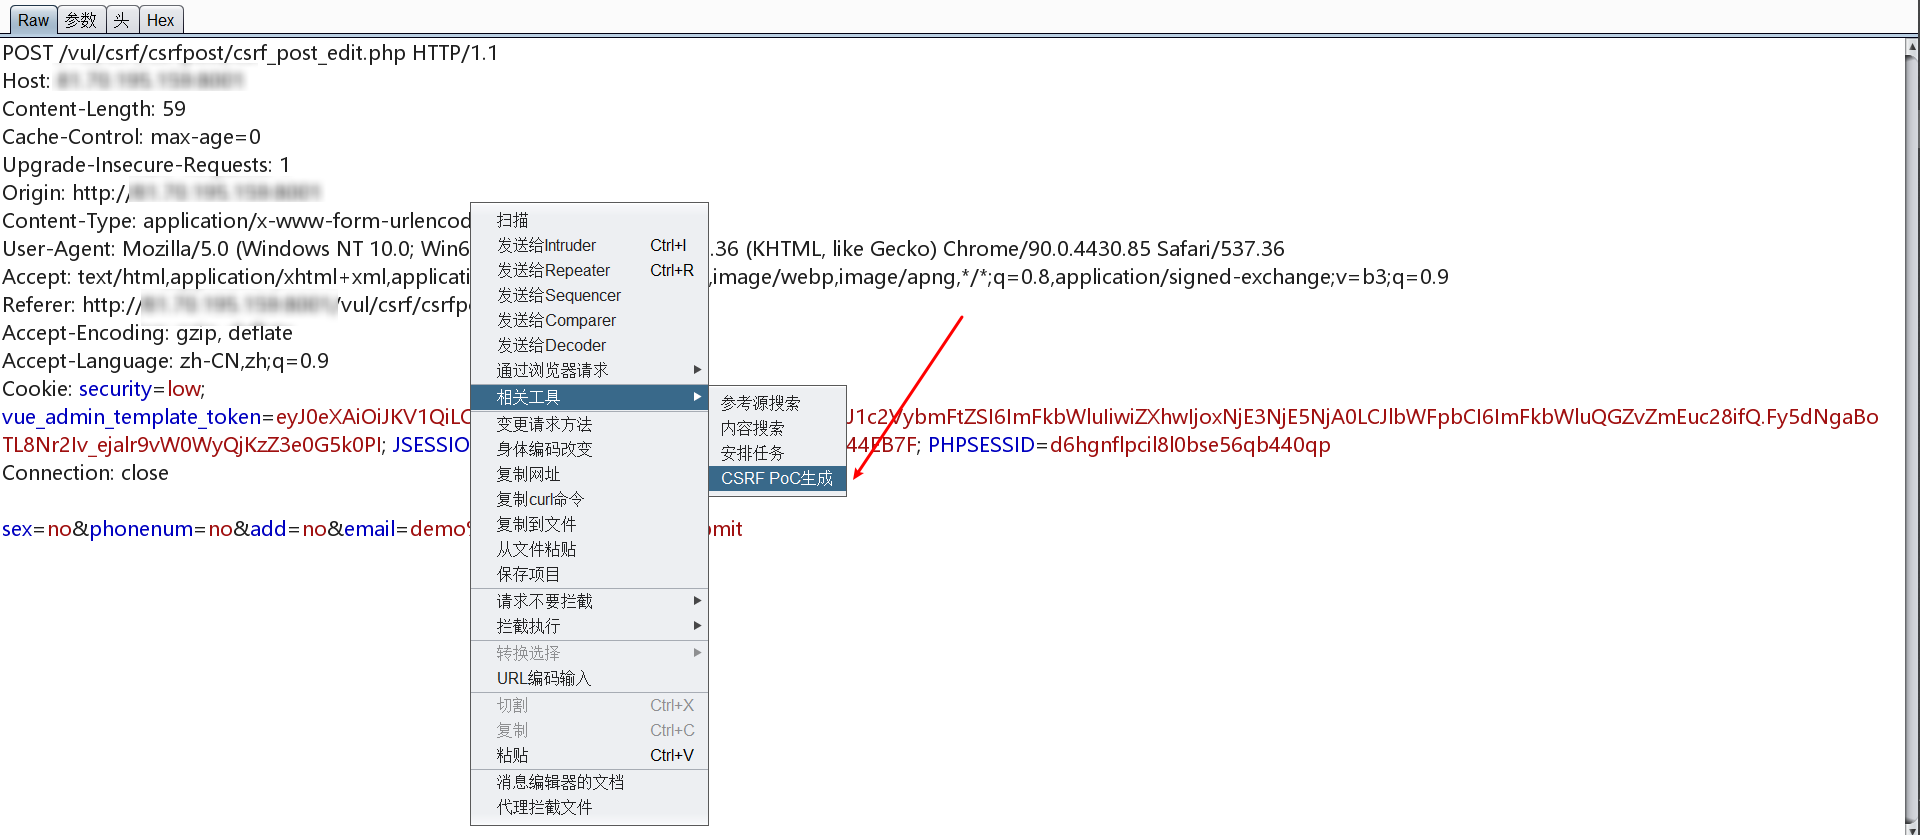 Raw 参数 头 Hex
POST /vul/csrf/csrfpost/csrf_post_edit.php HTTP/1.1
Host:
Content-Length: 59
Cache-Control: max-age=0
Upgrade-Insecure-Requests: 1
Origin: http://
Content-Type: application/x-www-form-urlencod
User-Agent: Mozilla/5.0 (Windows NT 10.0; Win6 .36 (KHTML, like Gecko) Chrome/90.0.4430.85 Safari/537.36
Accept: text/html,application/xhtml+xml,applicati ,image/webp,image/apng,*/*;q=0.8,application/signed-exchange;v=b3;q=0.9
Referer: http:// /vul/csrf/csrfp
Accept-Encoding: gzip, deflate
Accept-Language: zh-CN,zh;q=0.9
Cookie: security=low;
vue_admin_template_token=eyJ0eXAiOiJKV1QiLC J1c2VybmFtZSI6ImFkbWluIiwiZXhwIjoxNjE3NjE5NjA0LCJlbWFpbCI6ImFkbWluQGZvZmEuc28ifQ.Fy5dNgaBo
TL8Nr2Iv_ejaIr9vW0WyQjKzZ3e0G5k0PI; JSESSIO 44EB7F; PHPSESSID=d6hgnflpcil8l0bse56qb440qp
Connection: close
sex=no&phonenum=no&add=no&email=demo% omit
扫描
发送给Intruder Ctrl+I
发送给Repeater Ctrl+R
发送给Sequencer
发送给Comparer
发送给Decoder
通过浏览器请求
相关工具
变更请求方法
身体编码改变
复制网址
复制curl命令
复制到文件
从文件粘贴
保存项目
请求不要拦截
拦截执行
转换选择
URL编码输入
切割 Ctrl+X
复制 Ctrl+C
粘贴 Ctrl+V
消息编辑器的文档
代理拦截文件
参考源搜索
内容搜索
安排任务
CSRF PoC生成